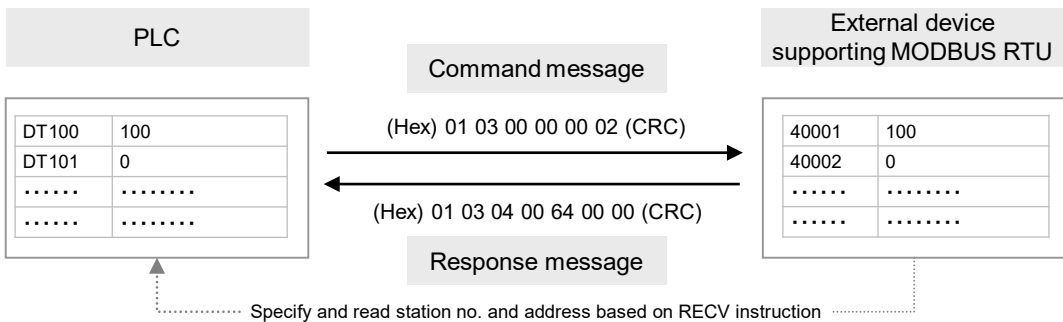 PLC
External device
supporting MODBUS RTU
Command message
(Hex) 01 03 00 00 00 02 (CRC)
DT100 100
DT101 0
...... ........
...... ........
40001 100
40002 0
...... ........
...... ........
(Hex) 01 03 04 00 64 00 00 (CRC)
Response message
Specify and read station no. and address based on RECV instruction